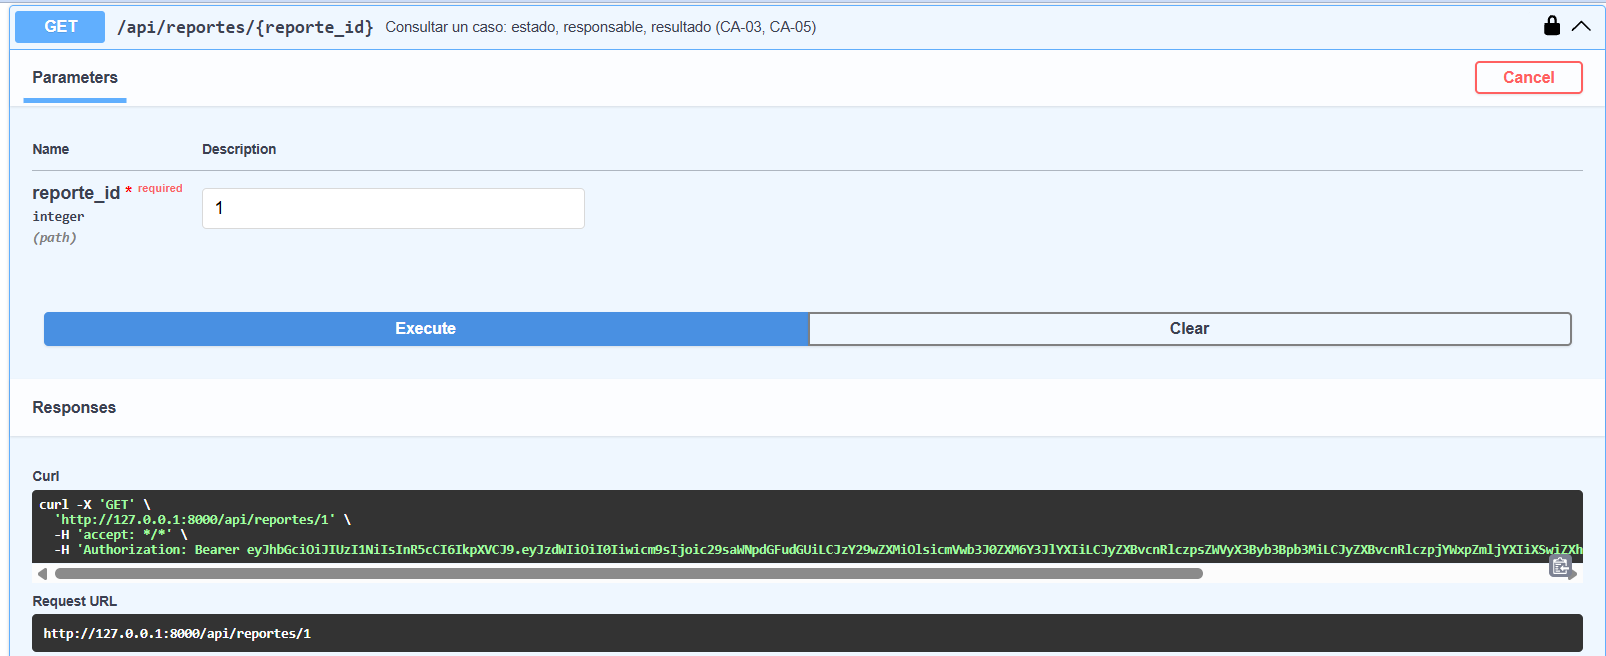 GET /api/reportes/{reporte_id} Consultar un caso: estado, responsable, resultado (CA-03, CA-05)
Parameters
Cancel
Name Description
reporte_id * required
integer
(path)
1
Execute
Clear
Responses
Curl
curl -X 'GET' \
'http://127.0.0.1:8000/api/reportes/1' \
-H 'accept: */*' \
-H 'Authorization: Bearer
Request URL
http://127.0.0.1:8000/api/reportes/1